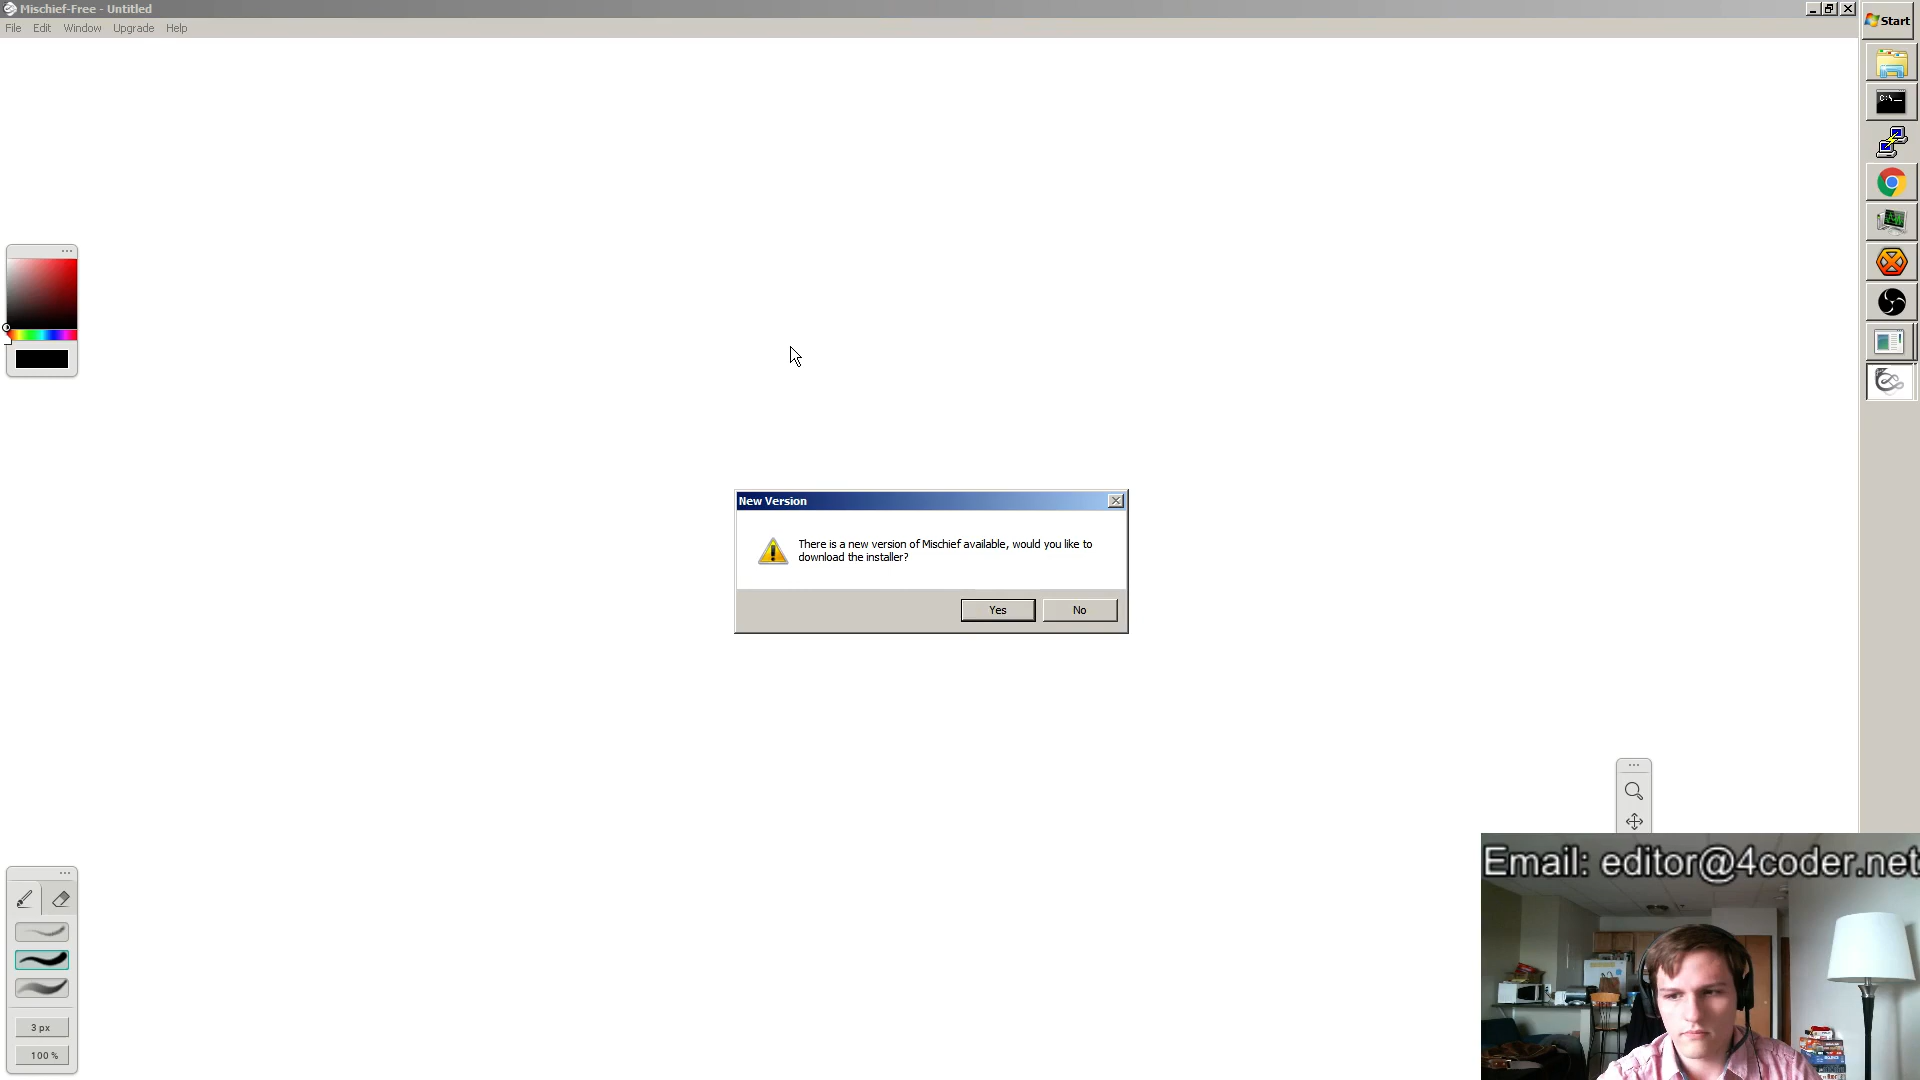 Mischief-Free - Untitled
File Edit Window Upgrade Help
Start
C:\.
New Version
There is a new version of Mischief available, would you like to
download the installer?
Yes No
3 px
100 %
Email: editor@4coder.net